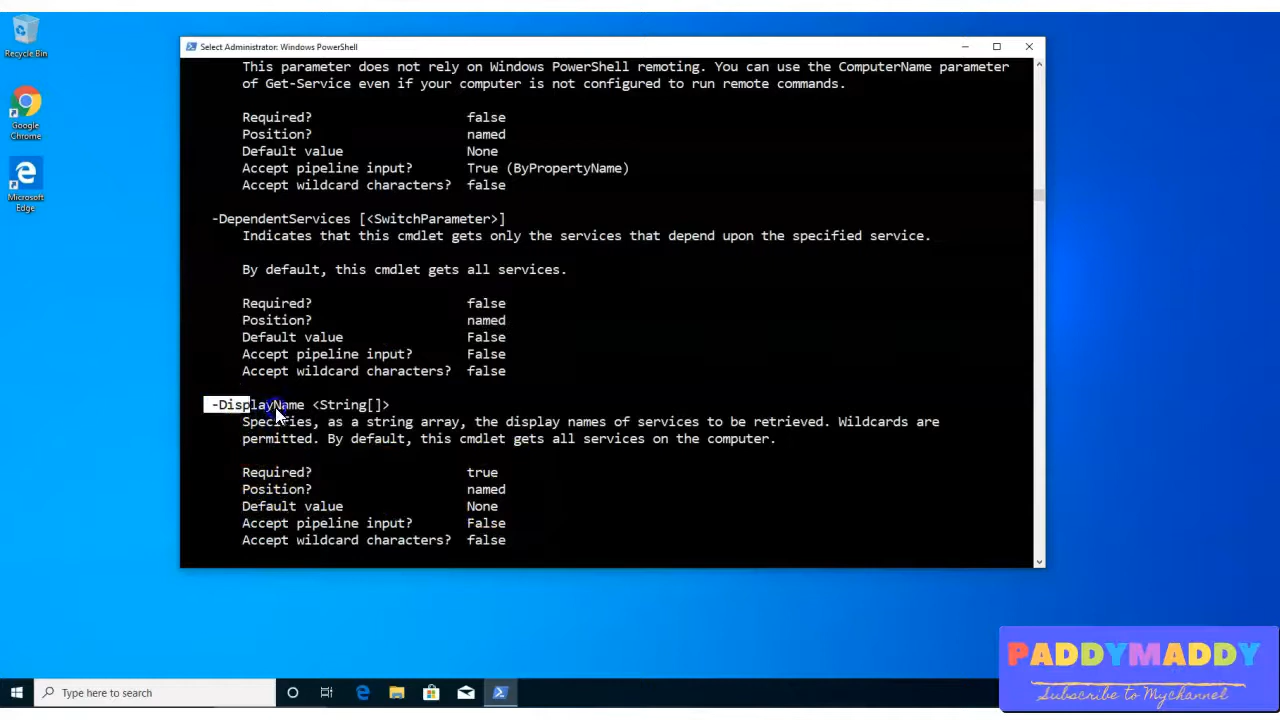 Recycle Bin
Google
Chrome
Microsoft
Edge
Select Administrator: Windows PowerShell
This parameter does not rely on Windows PowerShell remoting. You can use the ComputerName parameter
of Get-Service even if your computer is not configured to run remote commands.
Required? false
Position? named
Default value None
Accept pipeline input? True (ByPropertyName)
Accept wildcard characters? false
-DependentServices [<SwitchParameter>]
Indicates that this cmdlet gets only the services that depend upon the specified service.
By default, this cmdlet gets all services.
Required? false
Position? named
Default value False
Accept pipeline input? False
Accept wildcard characters? false
-DisplayName <String[]>
Specifies, as a string array, the display names of services to be retrieved. Wildcards are
permitted. By default, this cmdlet gets all services on the computer.
Required? true
Position? named
Default value None
Accept pipeline input? False
Accept wildcard characters? false
Type here to search
PADDYMADDY
Subscribe to Mychannel